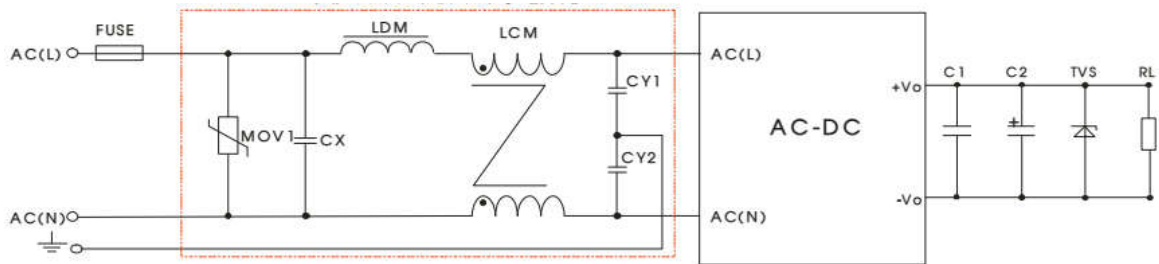 FUSE
LDM
LCM
AC(L)
AC(L)
C1
C2
TVS
RL
+Vo
CY1
MOV1
CX
AC-DC
+
CY2
AC(N)
AC(N)
-Vo